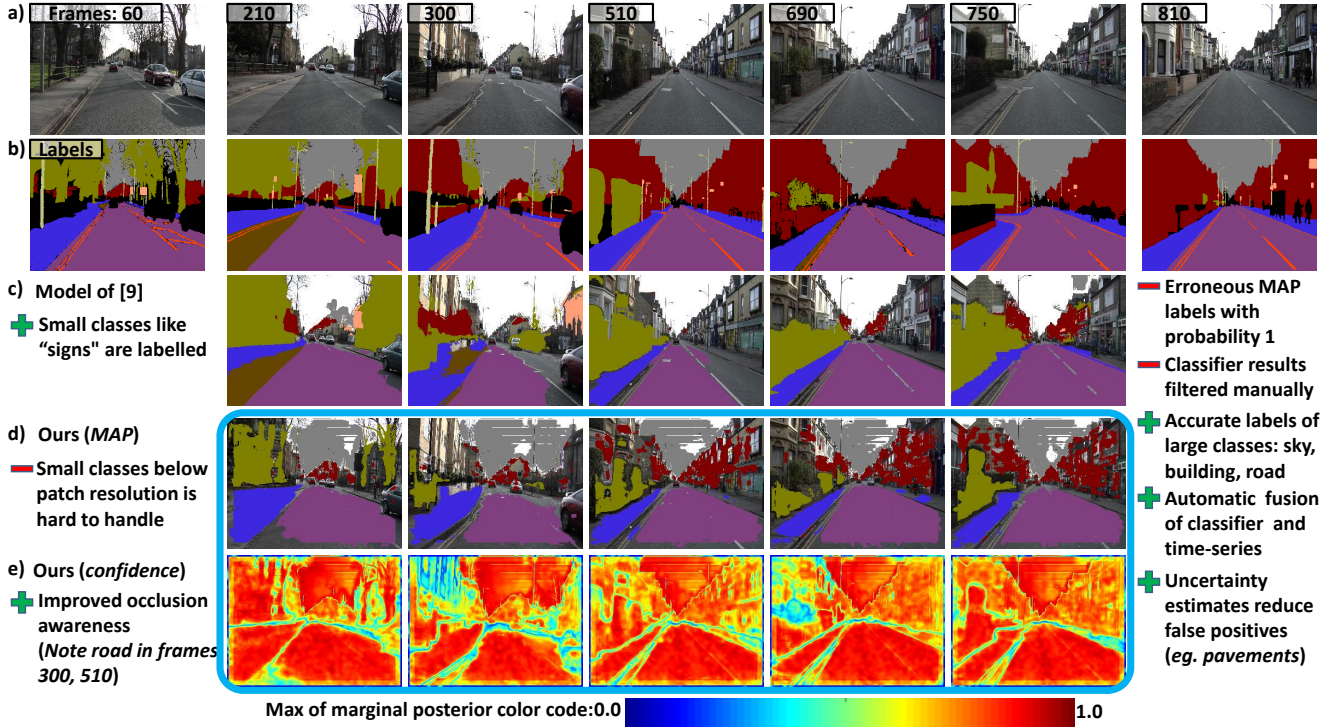 a)
Frames: 60
210
300
510
690
750
810
b)
Labels
c) Model of [9]
Small classes like
“signs" are labelled
Erroneous MAP
labels with
probability 1
Classifier results
filtered manually
d) Ours (MAP)
Small classes below
patch resolution is
hard to handle
Accurate labels of
large classes: sky,
building, road
Automatic fusion
of classifier and
time-series
e) Ours (confidence)
Improved occlusion
awareness
(Note road in frames
300, 510)
Uncertainty
estimates reduce
false positives
(eg. pavements)
Max of marginal posterior color code:0.0
1.0